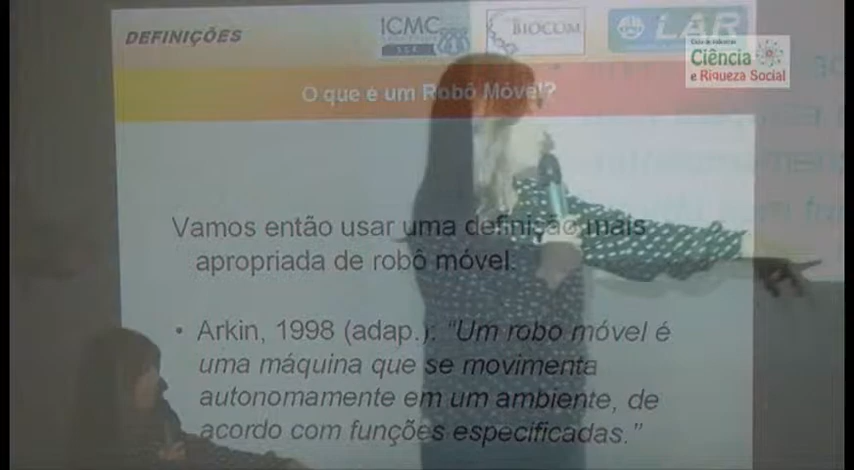 DEFINIÇÕES
ICMC
BIOCOM
LAR
Ciência
e Riqueza Social
O que é um Robô Móvel?
Vamos então usar uma definição mais
apropriada de robô móvel.
• Arkin, 1998 (adap.): “Um robo móvel é
uma máquina que se movimenta
autonomamente em um ambiente, de
acordo com funções especificadas.”